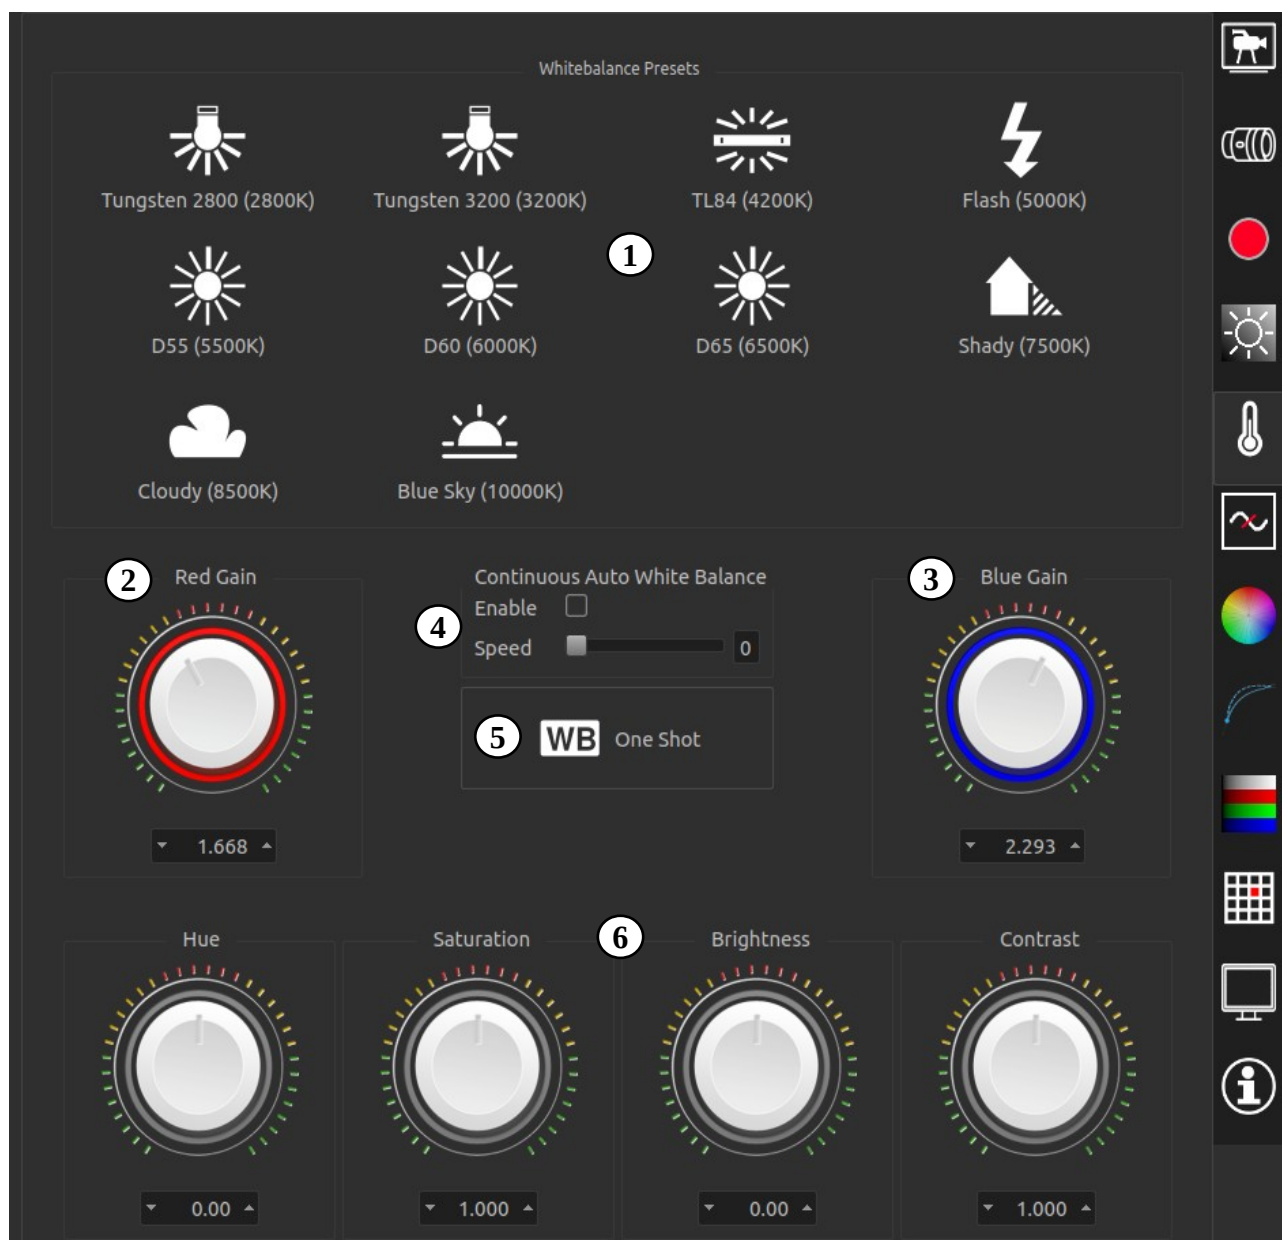 Whitebalance Presets
Tungsten 2800 (2800K) Tungsten 3200 (3200K) TL84 (4200K) Flash (5000K)
1
D55 (5500K) D60 (6000K) D65 (6500K) Shady (7500K)
Cloudy (8500K) Blue Sky (10000K)
2 Red Gain Continuous Auto White Balance 3 Blue Gain
Enable
4
Speed 0
5 WB One Shot
1.668 2.293
Hue Saturation 6 Brightness Contrast
0.00 1.000 0.00 1.000